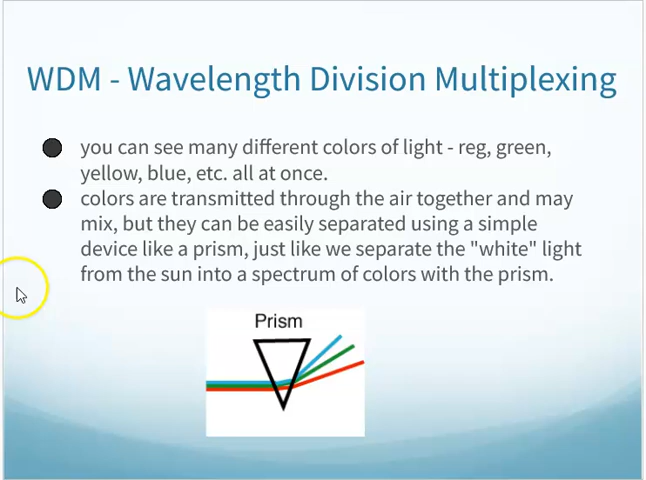 WDM - Wavelength Division Multiplexing
you can see many different colors of light - reg, green,
yellow, blue, etc. all at once.
colors are transmitted through the air together and may
mix, but they can be easily separated using a simple
device like a prism, just like we separate the "white" light
from the sun into a spectrum of colors with the prism.
Prism